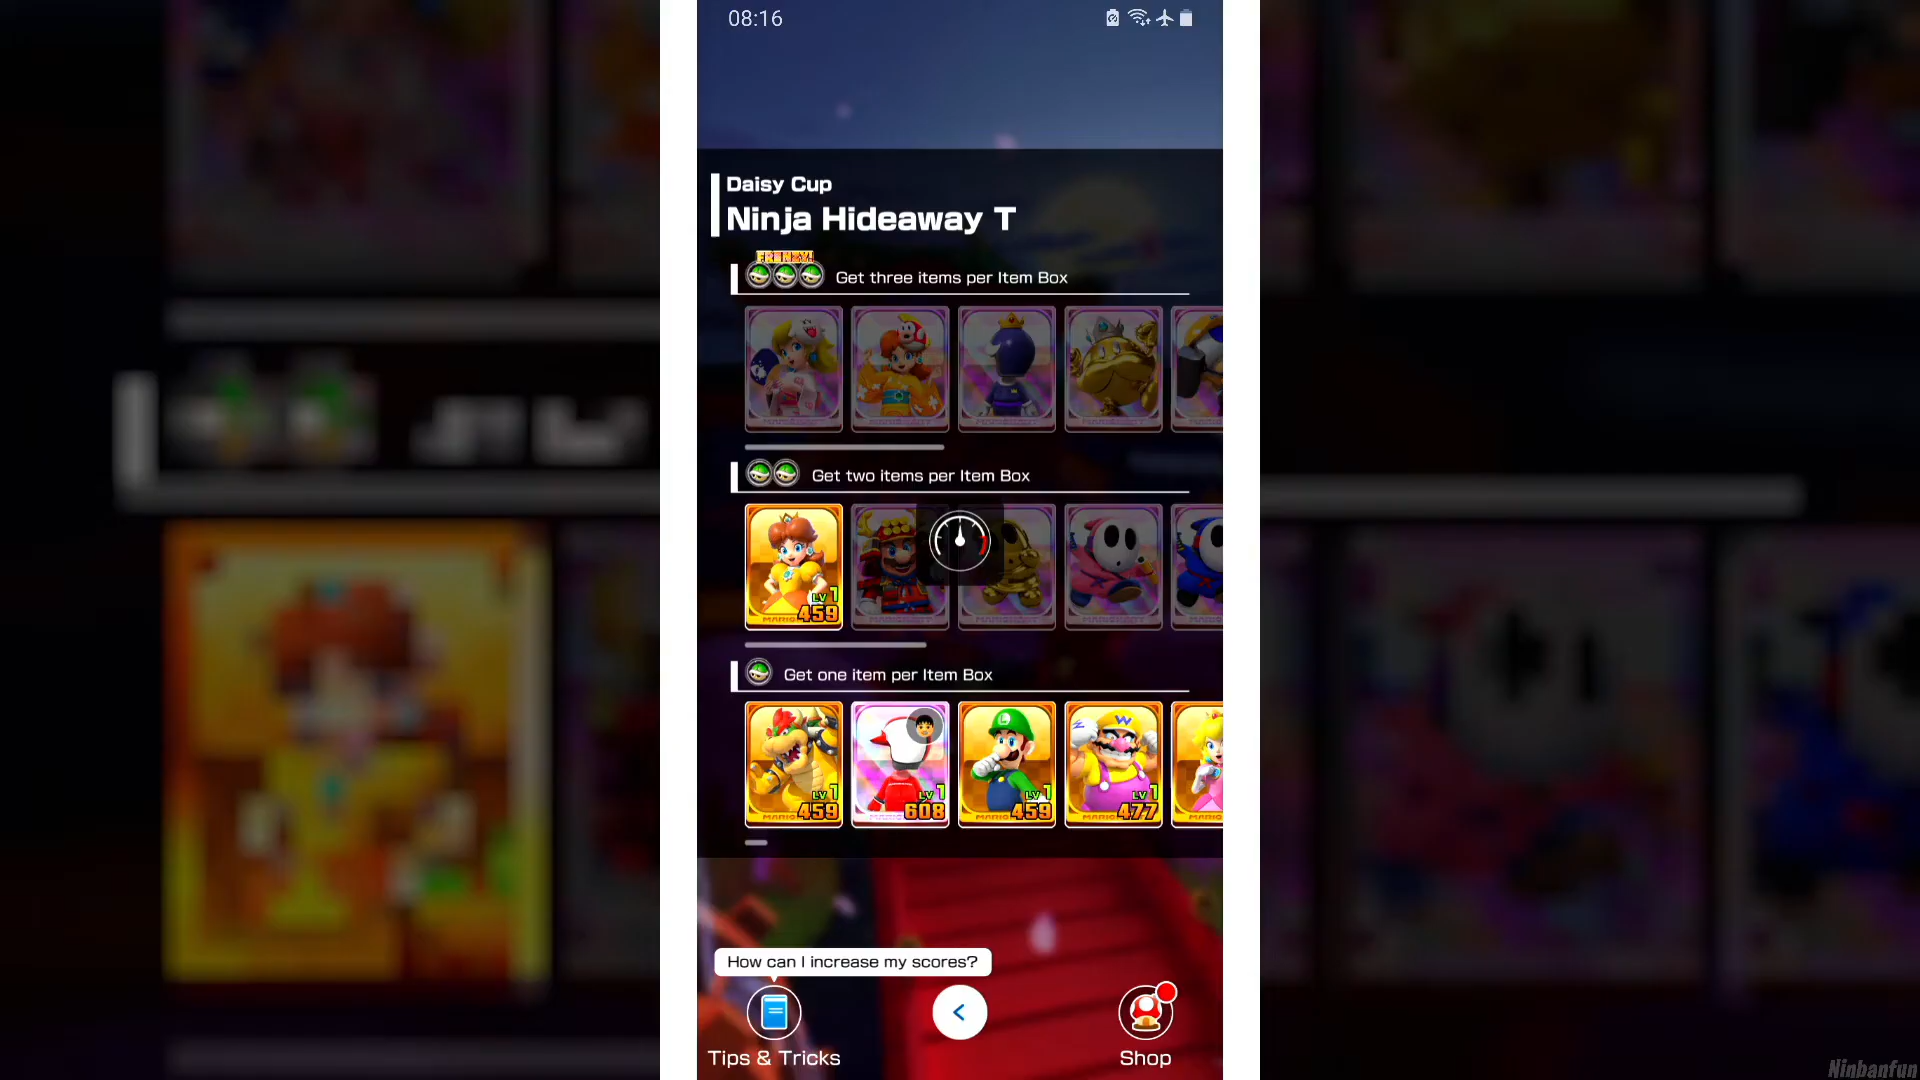 08:16
Daisy Cup
Ninja Hideaway T
FRENZY!
Get three items per Item Box
Get two items per Item Box
LV 1
459
Get one item per Item Box
LV 1
459
LV 1
608
LV 1
459
LV 1
477
How can I increase my scores?
Tips & Tricks
Shop
Ninbanfun